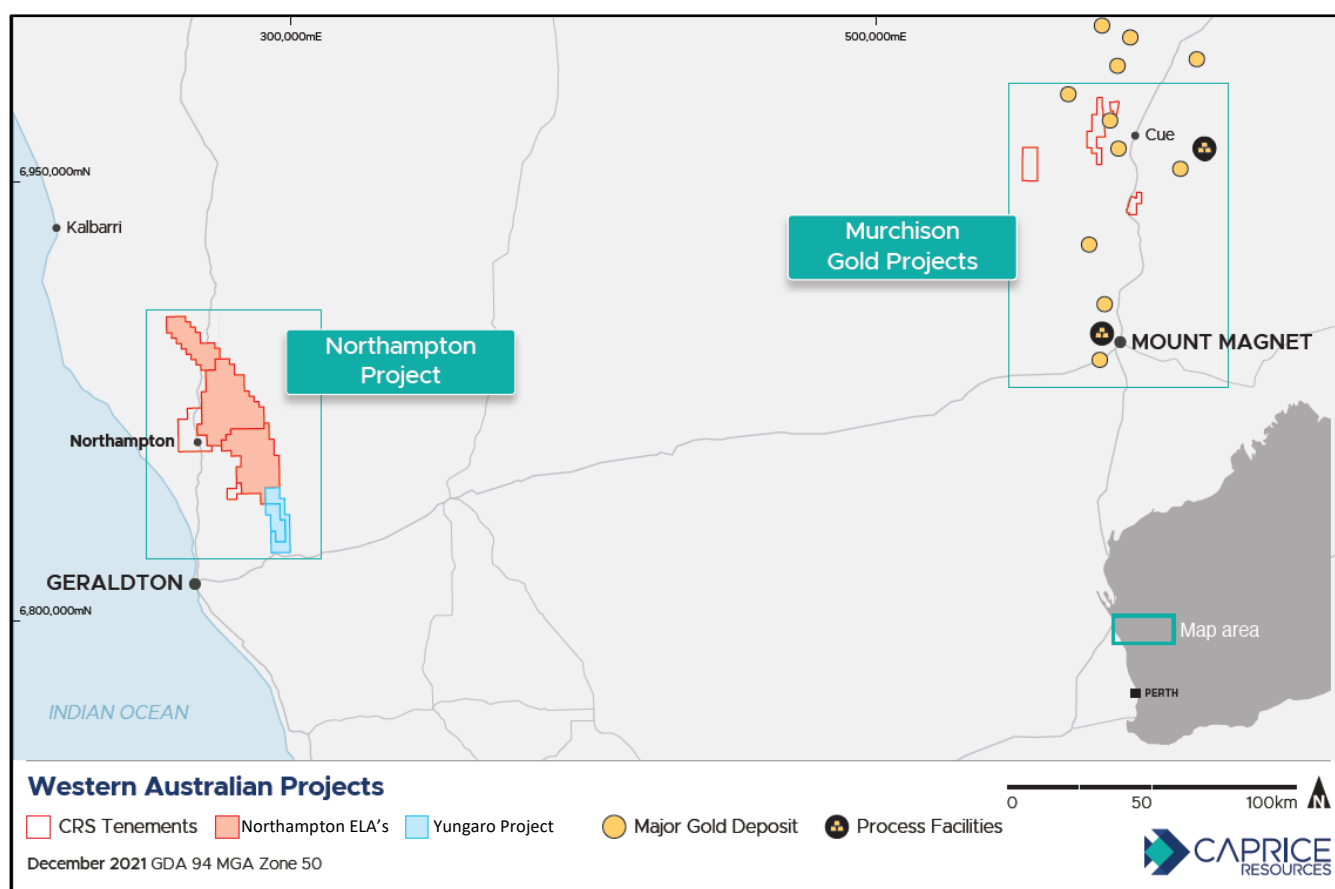 300,000mE
500,000mE
Cue
6,950,000mN
Kalbarri
Murchison
Gold Projects
Northampton
Project
MOUNT MAGNET
Northampton
GERALDTON
6,800,000mN
Map area
PERTH
INDIAN OCEAN
Western Australian Projects
CRS Tenements
Northampton ELA's
Yungaro Project
Major Gold Deposit
Process Facilities
0 50 100km
N
December 2021 GDA 94 MGA Zone 50
CAPRICE
RESOURCES